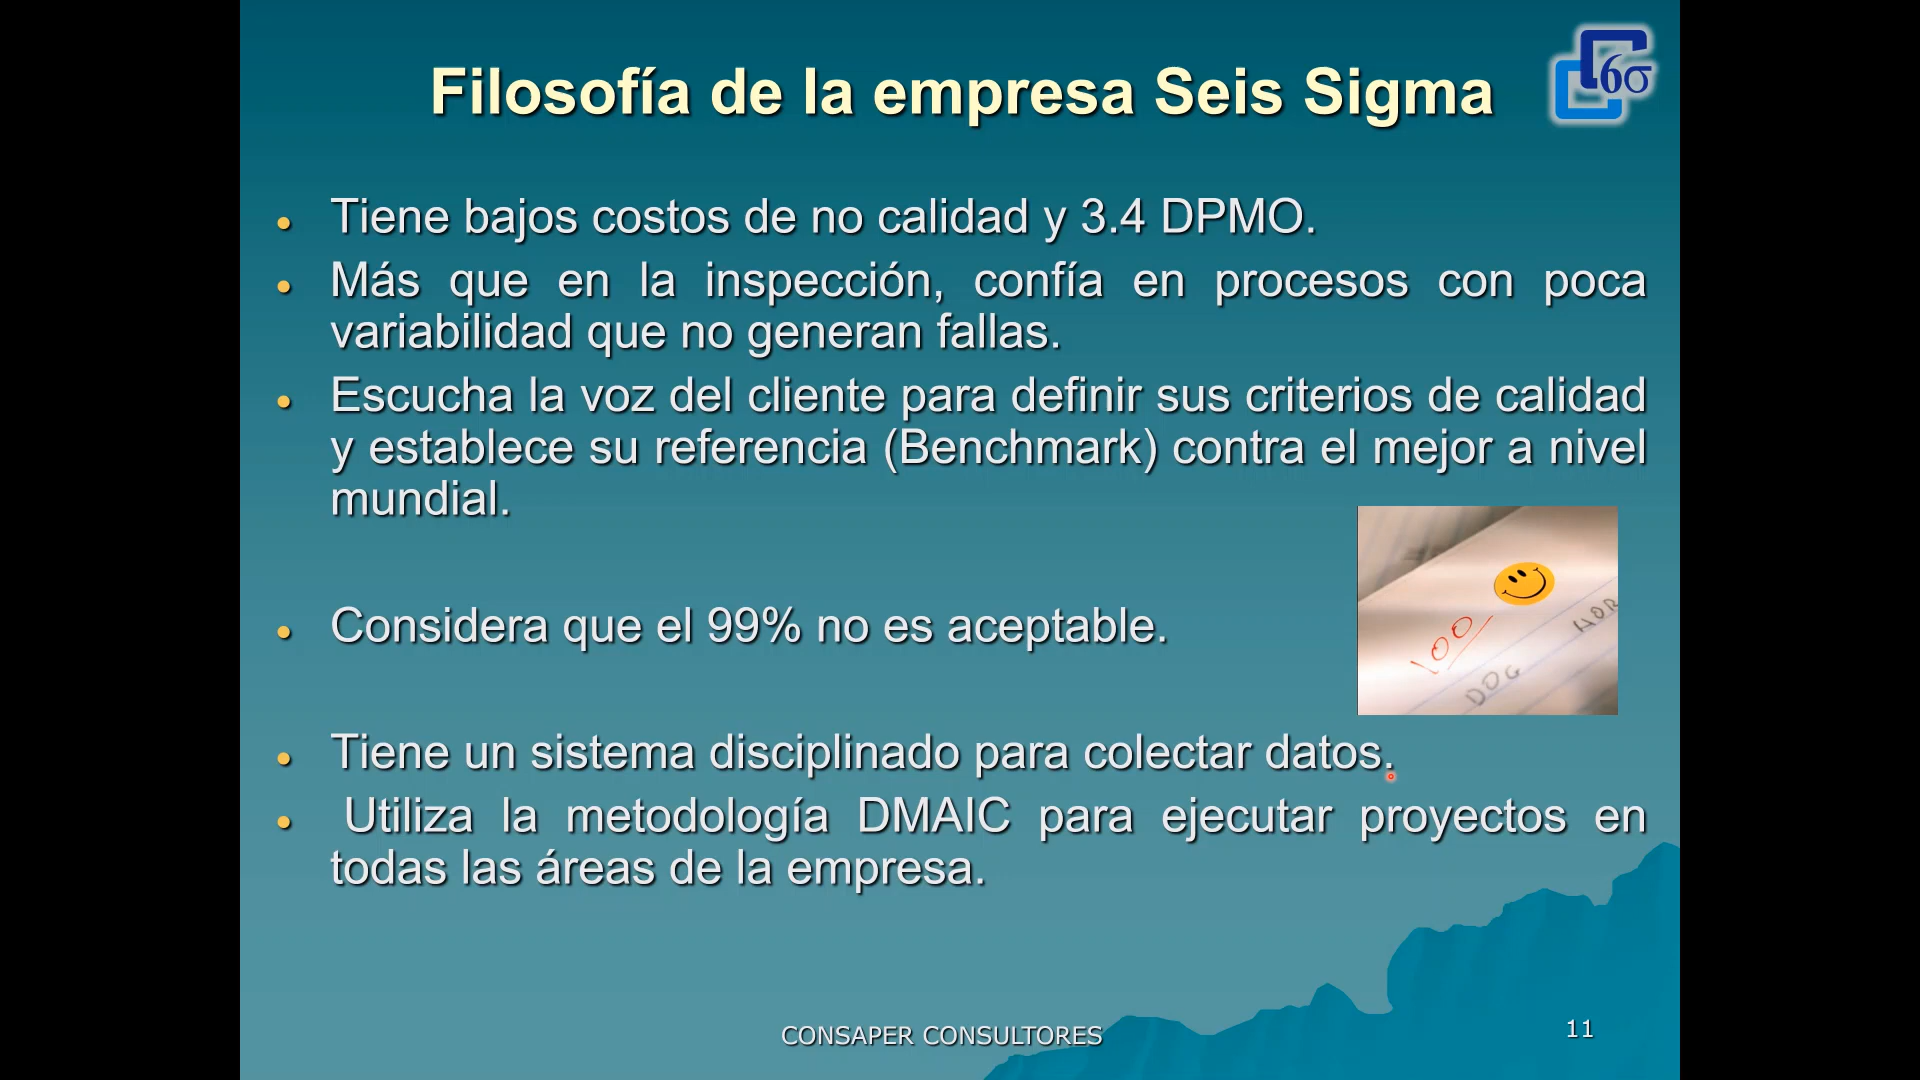 Filosofía de la empresa Seis Sigma
6σ
• Tiene bajos costos de no calidad y 3.4 DPMO.
• Más que en la inspección, confía en procesos con poca
variabilidad que no generan fallas.
• Escucha la voz del cliente para definir sus criterios de calidad
y establece su referencia (Benchmark) contra el mejor a nivel
mundial.
• Considera que el 99% no es aceptable.
100
DOG
• Tiene un sistema disciplinado para colectar datos.
• Utiliza la metodología DMAIC para ejecutar proyectos en
todas las áreas de la empresa.
CONSAPER CONSULTORES
11